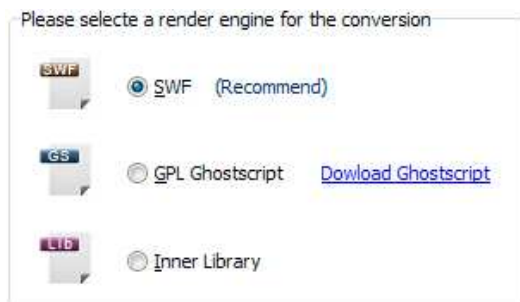 Please selecte a render engine for the conversion
SWF
SWF (Recommend)
GS
GPL Ghostscript Dowload Ghostscript
Lib
Inner Library